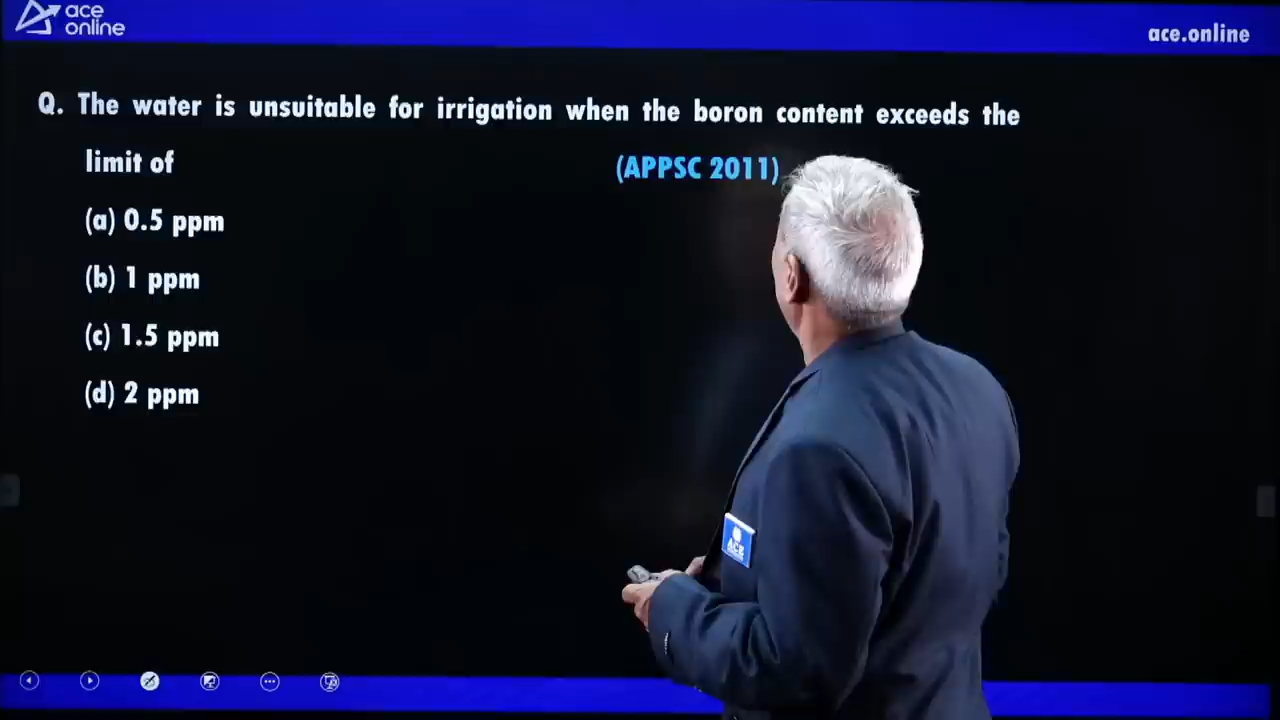 ace
online
ace.online
Q. The water is unsuitable for irrigation when the boron content exceeds the
limit of
(APPSC 2011)
(a) 0.5 ppm
(b) 1 ppm
(c) 1.5 ppm
(d) 2 ppm
ACE